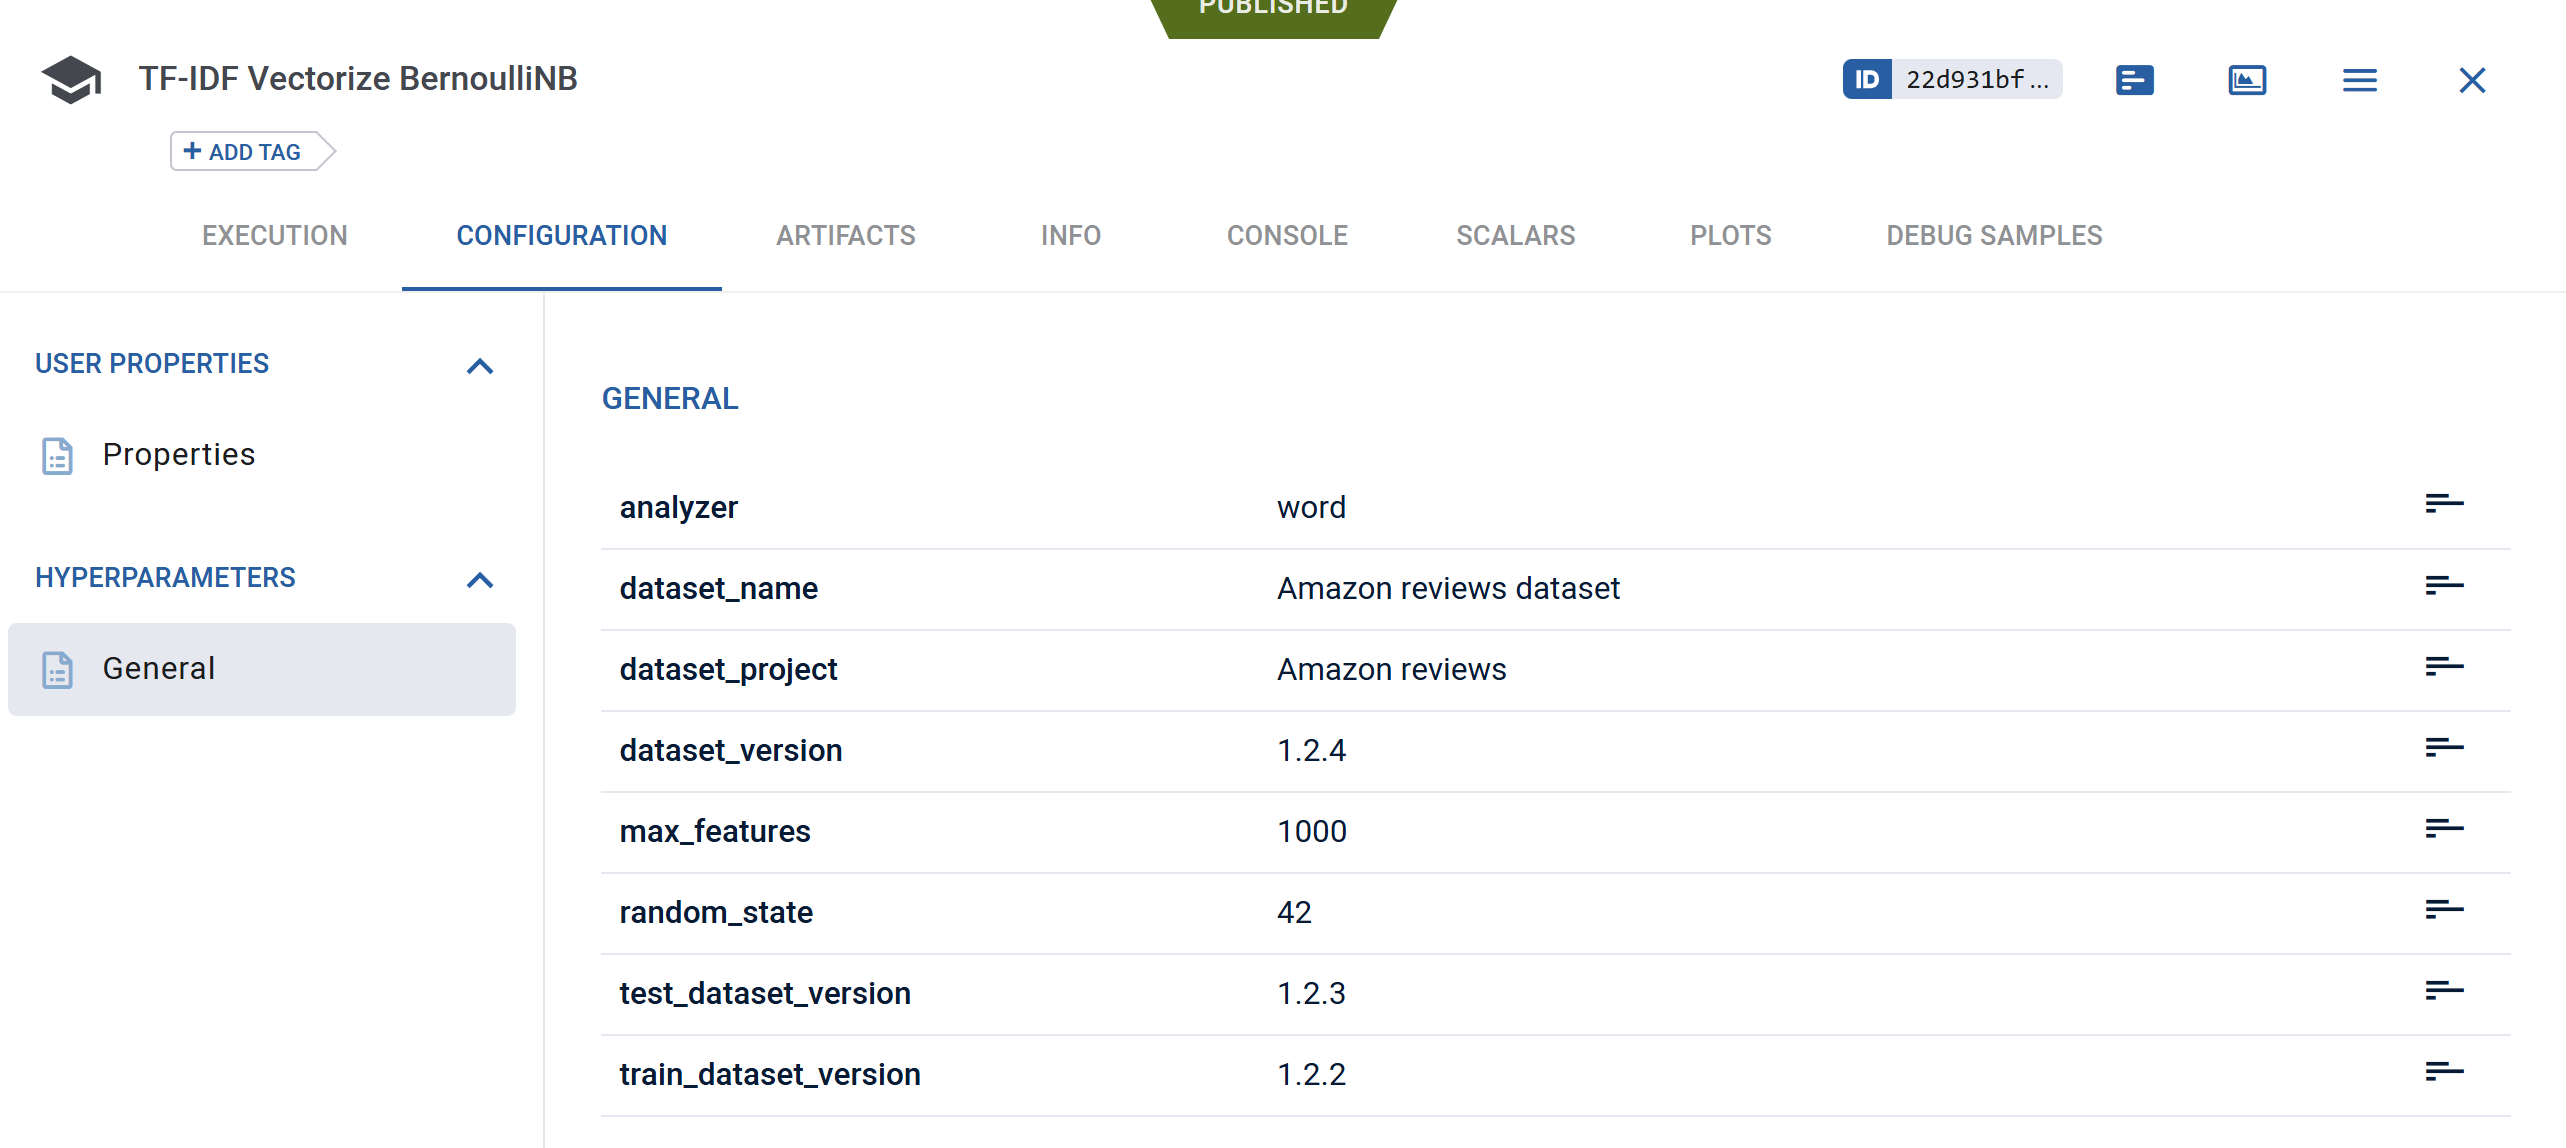 PUBLISHED
TF-IDF Vectorize BernoulliNB
ID 22d931bf...
+ ADD TAG
EXECUTION CONFIGURATION ARTIFACTS INFO CONSOLE SCALARS PLOTS DEBUG SAMPLES
USER PROPERTIES
Properties
HYPERPARAMETERS
General
GENERAL
analyzer word
dataset_name Amazon reviews dataset
dataset_project Amazon reviews
dataset_version 1.2.4
max_features 1000
random_state 42
test_dataset_version 1.2.3
train_dataset_version 1.2.2